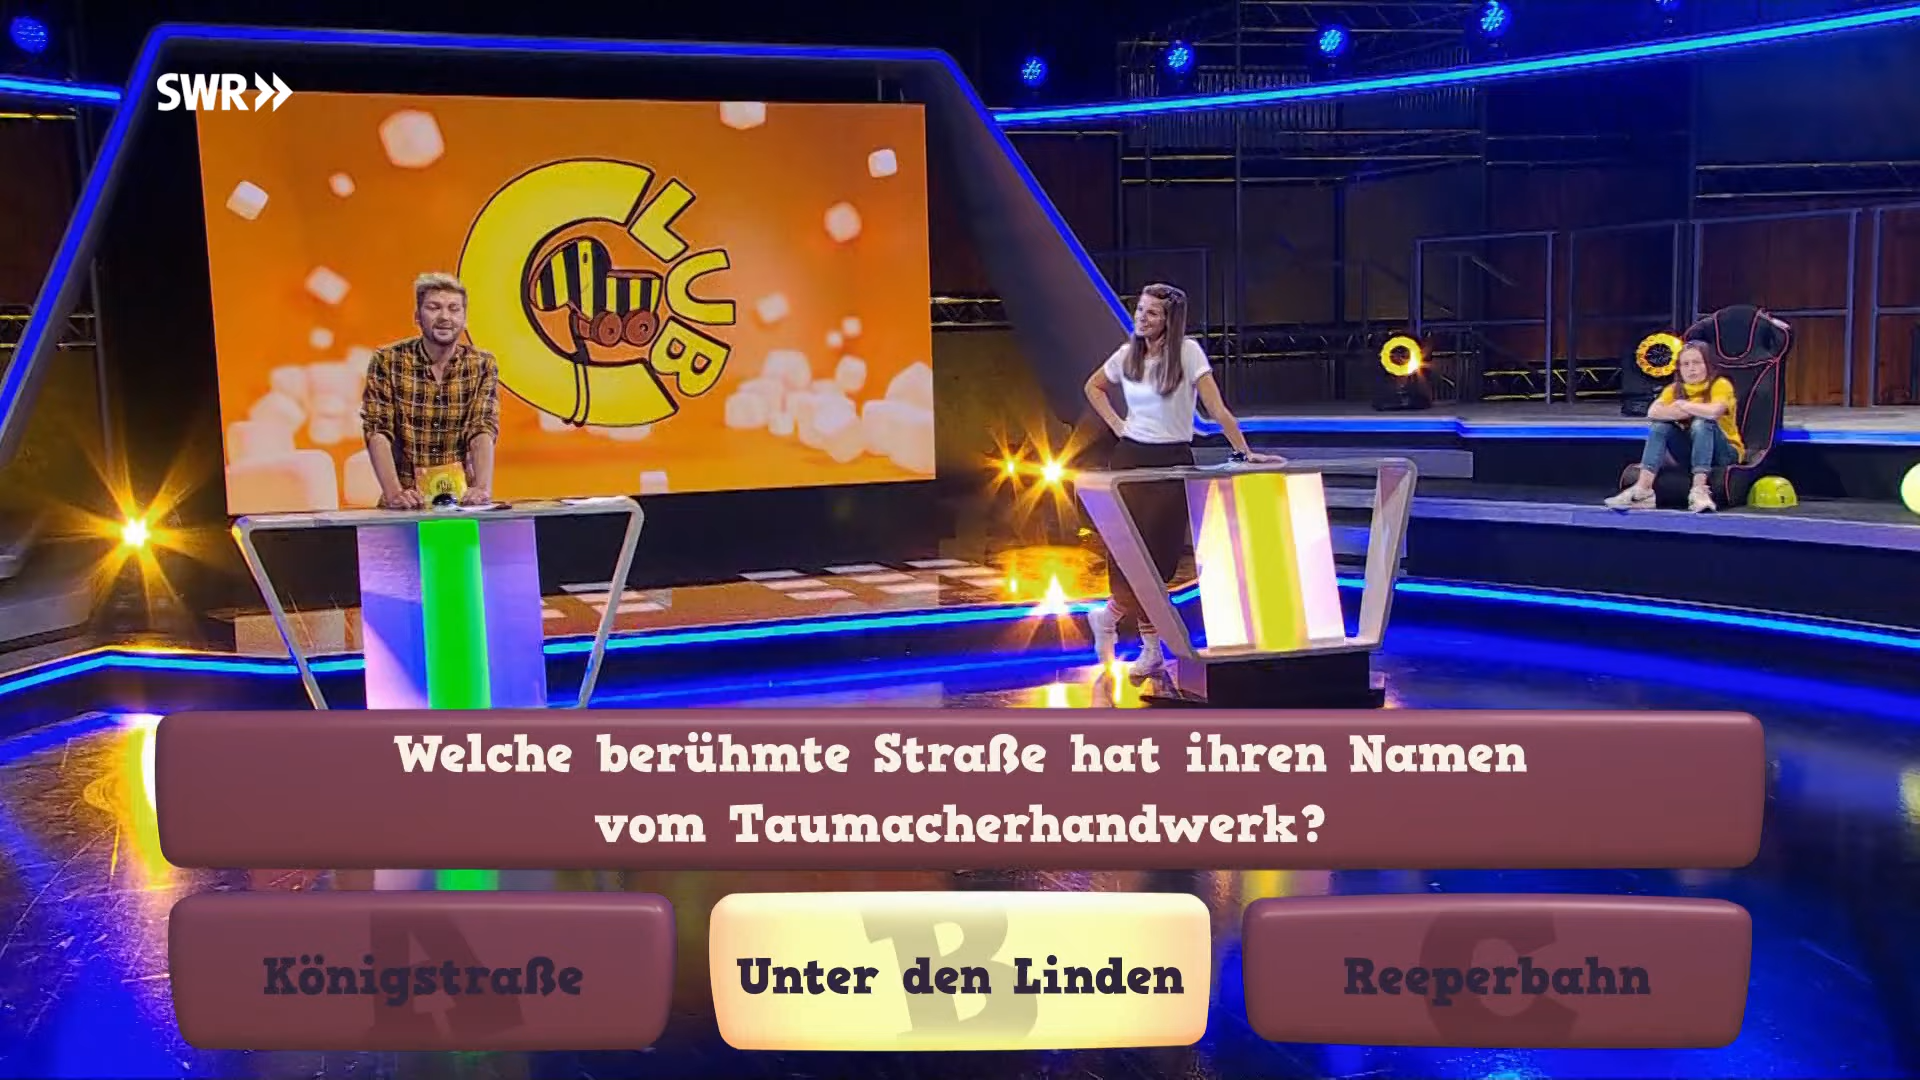 SWR
CLUB
Welche berühmte Straße hat ihren Namen
vom Taumacherhandwerk?
A Königstraße
B Unter den Linden
C Reeperbahn